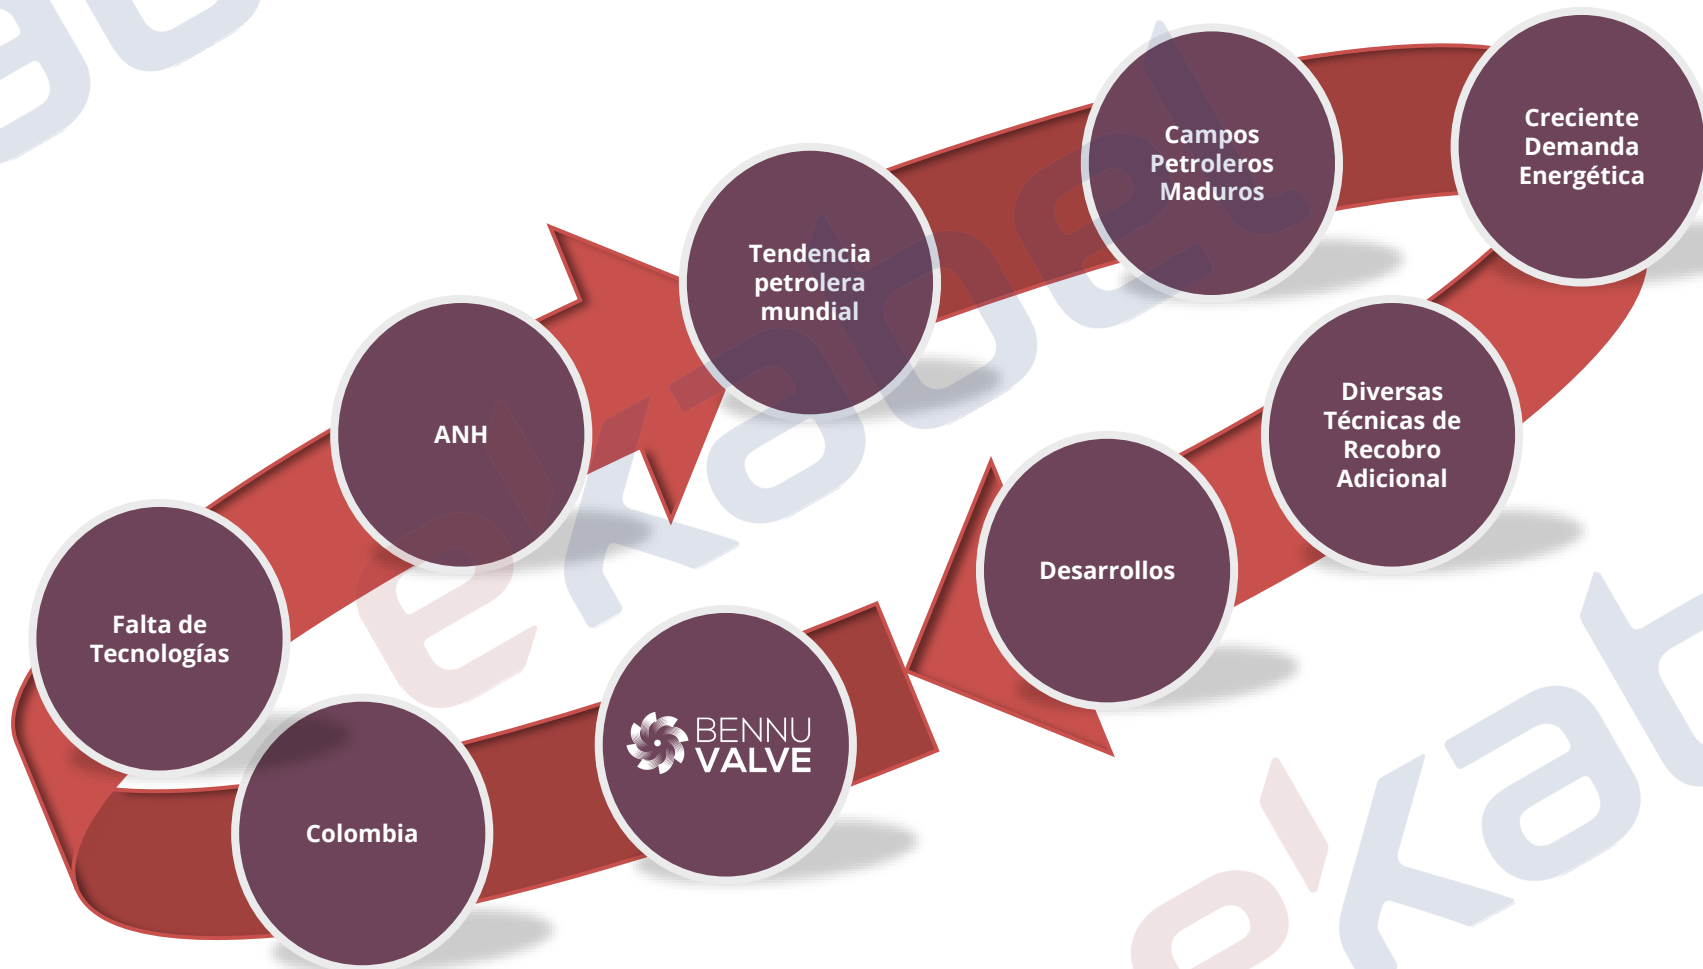 Creciente
Demanda
Energética
Campos
Petroleros
Maduros
Tendencia
petrolera
mundial
Diversas
Técnicas de
Recobro
Adicional
ANH
Desarrollos
Falta de
Tecnologías
BENNU
VALVE
Colombia
ekatbel